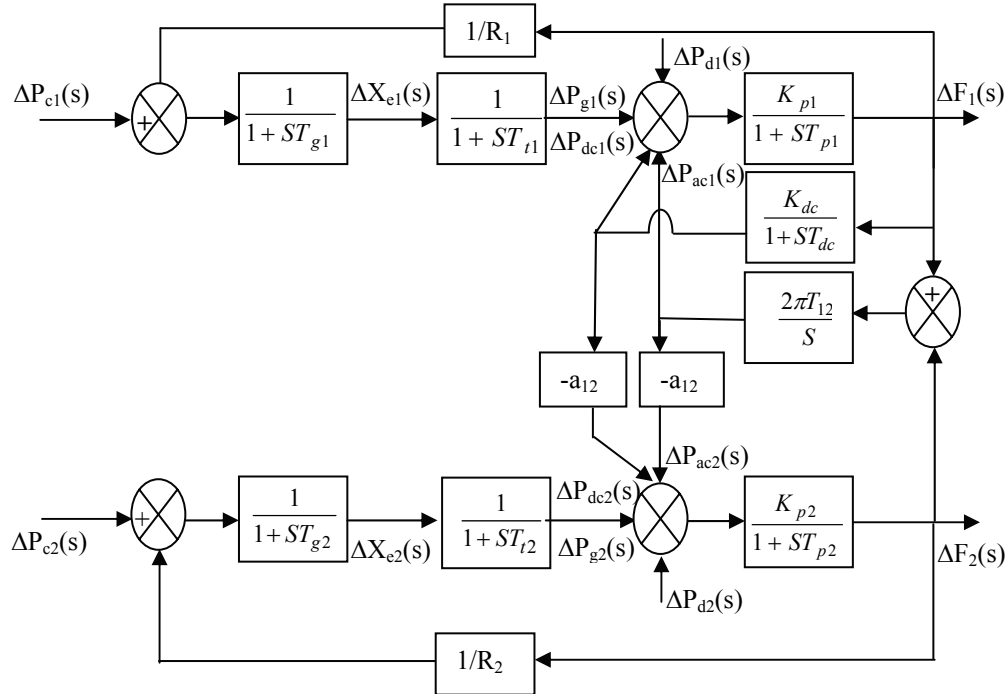 1/R₁
ΔP_d1(s)
ΔP_c1(s)
+
1
1 + ST_g1
ΔX_e1(s)
1
1 + ST_t1
ΔP_g1(s)
ΔP_dc1(s)
K_p1
1 + ST_p1
ΔF₁(s)
ΔP_ac1(s)
K_dc
1 + ST_dc
2πT₁₂
S
+
-a₁₂
-a₁₂
ΔP_ac2(s)
ΔP_c2(s)
+
1
1 + ST_g2
ΔX_e2(s)
1
1 + ST_t2
ΔP_dc2(s)
ΔP_g2(s)
K_p2
1 + ST_p2
ΔF₂(s)
ΔP_d2(s)
1/R₂